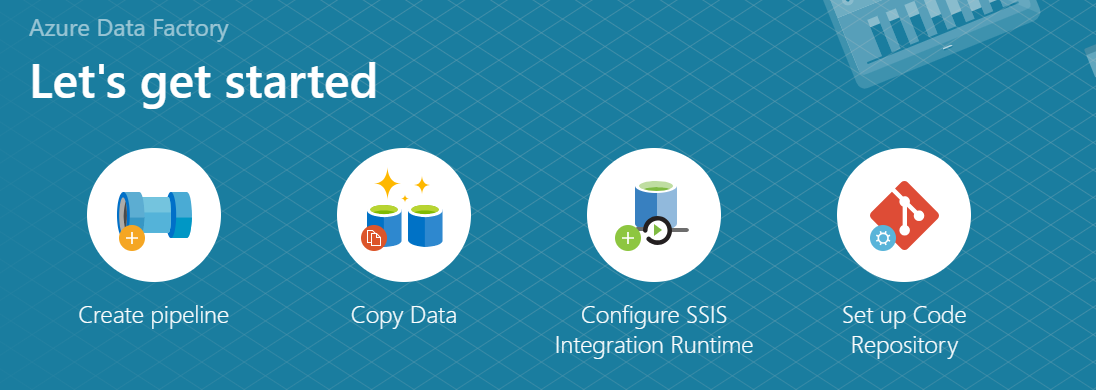 Azure Data Factory
Let's get started
Create pipeline
Copy Data
Configure SSIS
Integration Runtime
Set up Code
Repository